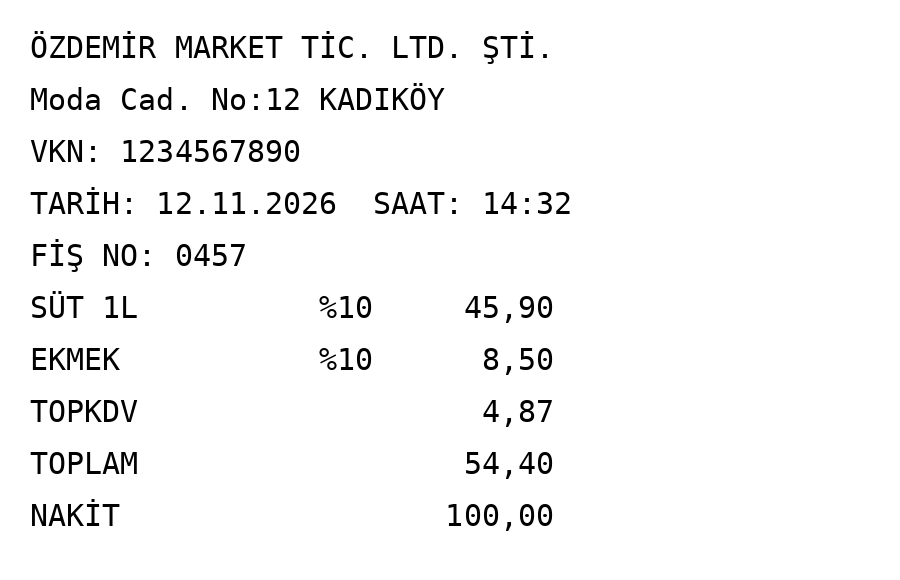 ÖZDEMİR MARKET TİC. LTD. ŞTİ.
Moda Cad. No:12 KADIKÖY
VKN: 1234567890
TARİH: 12.11.2026  SAAT: 14:32
FİŞ NO: 0457
SÜT 1L          %10     45,90
EKMEK           %10      8,50
TOPKDV                   4,87
TOPLAM                  54,40
NAKİT                  100,00